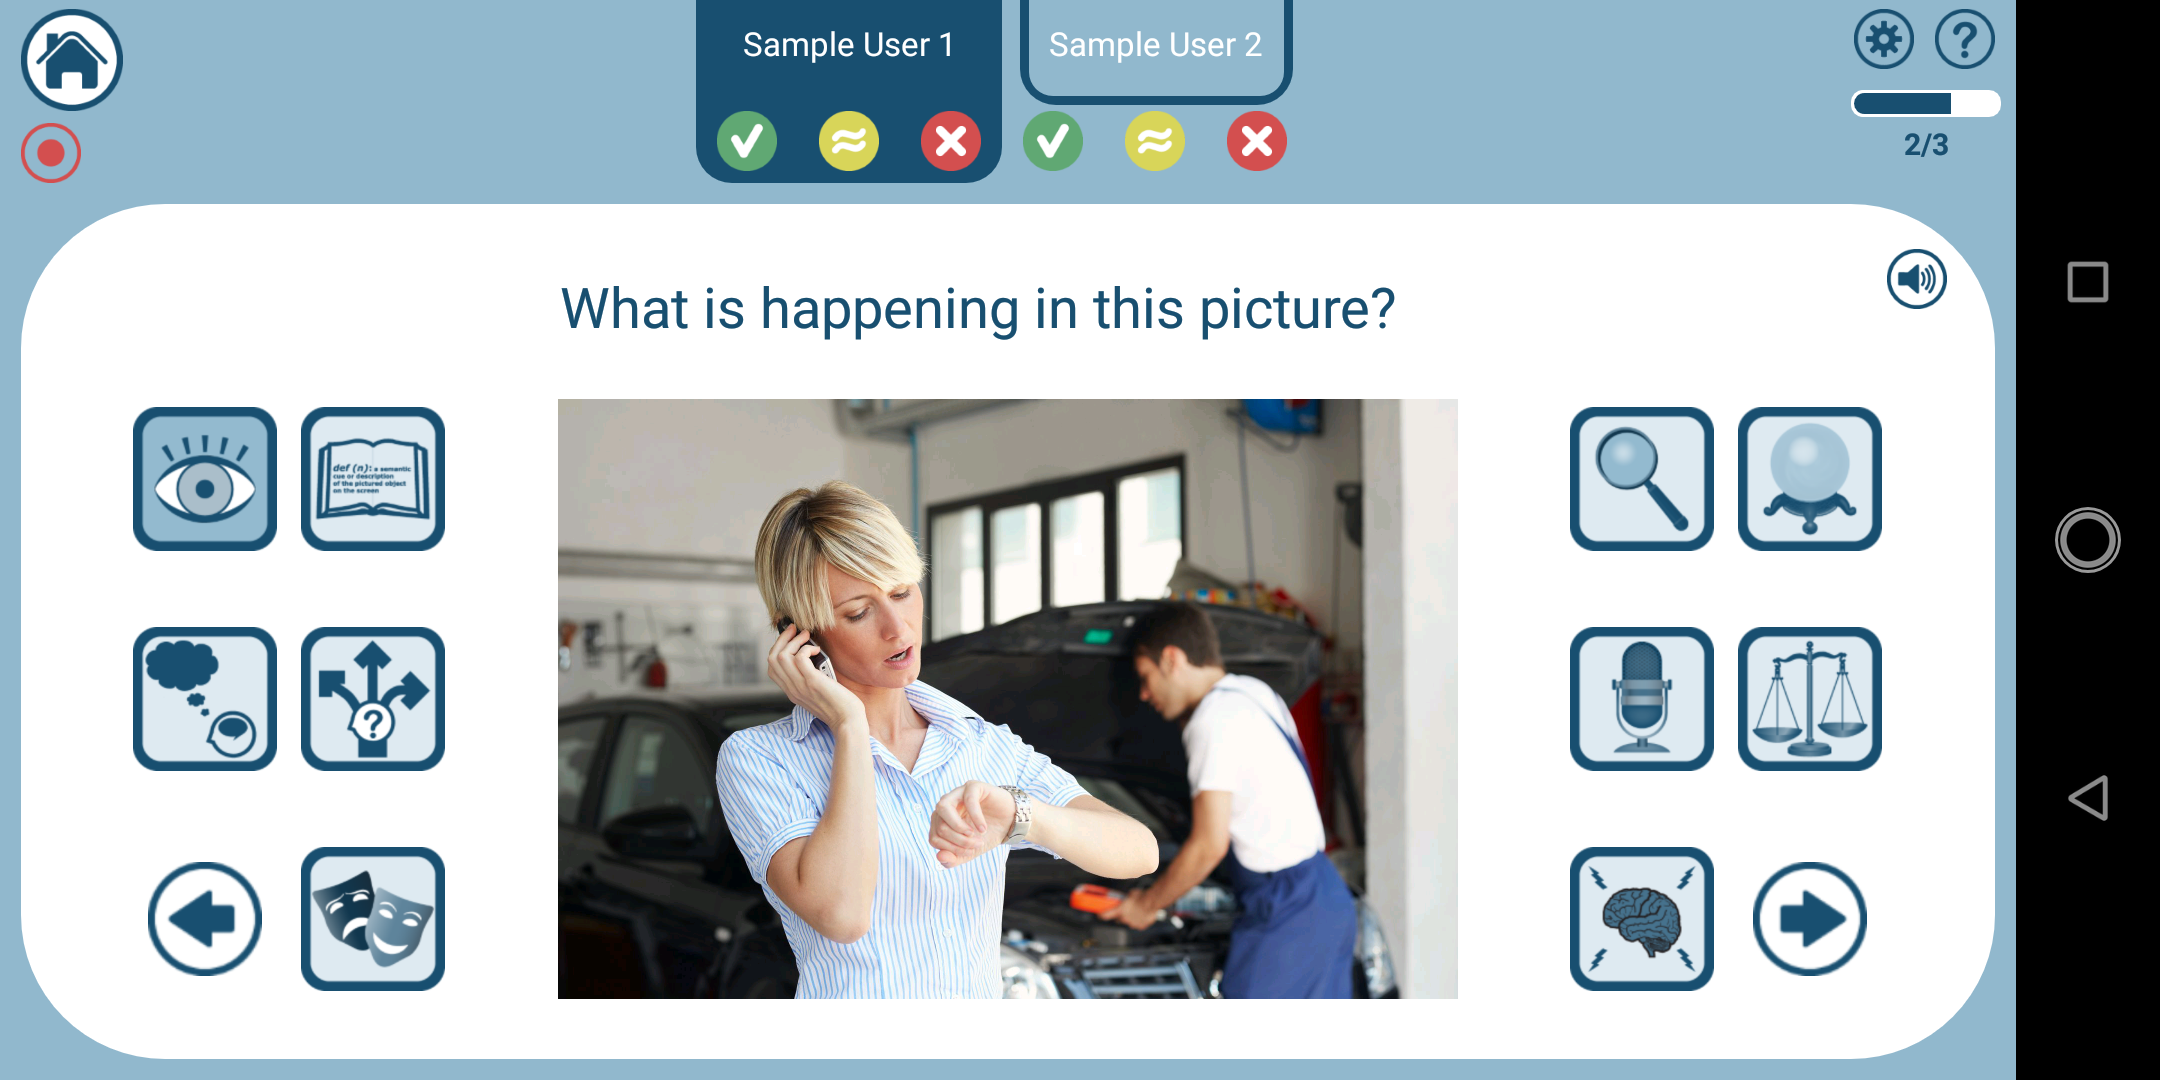 Sample User 1
Sample User 2
2/3
What is happening in this picture?
def (n): a semantic
cue or description
of the pictured object
on the screen
?